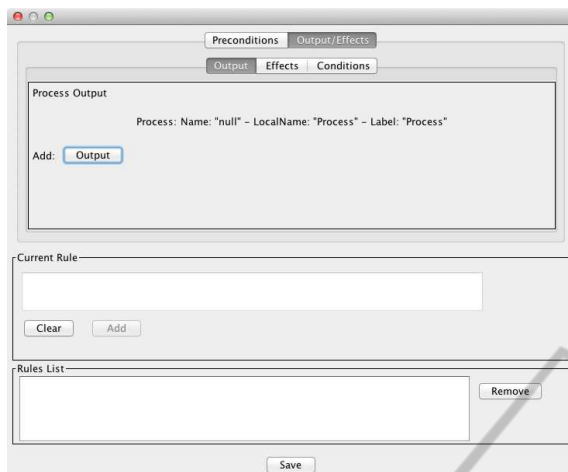 Preconditions Output/Effects
Output Effects Conditions
Process Output
Process: Name: "null" – LocalName: "Process" – Label: "Process"
Add: Output
Current Rule
Clear Add
Rules List
Remove
Save